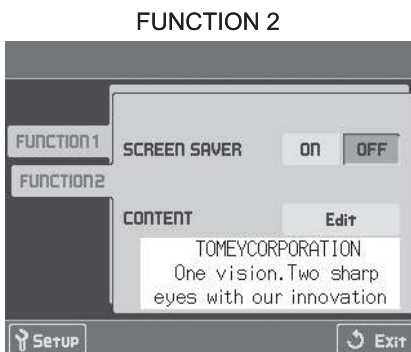 FUNCTION 2
FUNCTION1
SCREEN SAVER ON OFF
FUNCTION2
CONTENT Edit
TOMEYCORPORATION
One vision.Two sharp
eyes with our innovation
Setup Exit